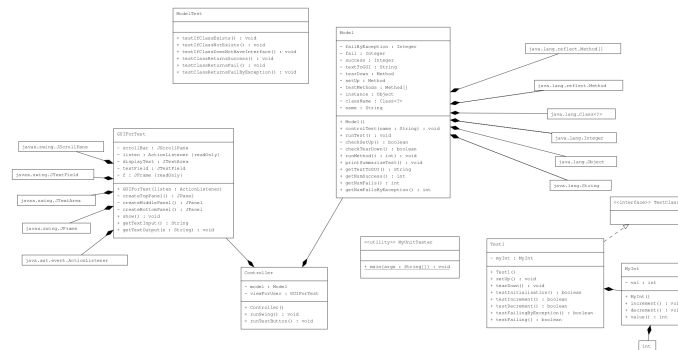 ModelTest
+ testIfClassExists() : void
+ testIfClassNotExists() : void
+ testIfClassDoesNotHaveInterface() : void
+ testClassReturnsSuccess() : void
+ testClassReturnsFail() : void
+ testClassReturnsFailByException() : void
Model
- failByException : Integer
- fail : Integer
- success : Integer
- textToGUI : String
- tearDown : Method
- setUp : Method
- testMethods : Method[]
- instance : Object
- className : Class<?>
- name : String
+ Model()
+ controlTest(name : String) : void
+ runTest() : void
- checkSetUp() : boolean
- checkTearDown() : boolean
- runMethod() : int) : void
- printSummarizeTest() : void
+ getTextToGUI() : String
+ getNumSuccess() : int
+ getNumFails() : int
+ getNumFailsByException() : int
java.lang.reflect.Method[]
java.lang.reflect.Method
java.lang.Class<?>
java.lang.Integer
java.lang.Object
java.lang.String
GUIForTest
- scrollBar : JScrollPane
- listen : ActionListener {readOnly}
- displayText : JTextArea
- textField : JTextField
- f : JFrame {readOnly}
+ GUIForTest(listen : ActionListener
- createTopPanel() : JPanel
- createMiddlePanel() : JPanel
- createBottomPanel() : JPanel
+ show() : void
+ getTextInput() : String
+ getTextOutput(s : String) : void
javax.swing.JScrollPane
javax.swing.JTextField
javax.swing.JTextArea
javax.swing.JFrame
java.awt.event.ActionListener
Controller
- model : Model
- viewForUser : GUIForTest
+ Controller()
- runSwing() : void
- runTestButton() : void
<<utility>> MyUnitTester
+ main(args : String[]) : void
<<interface>> TestClass
Test1
- myInt : MyInt
+ Test1()
+ setUp() : void
+ tearDown() : void
+ testInitialisation() : boolean
+ testIncrement() : boolean
+ testDecrement() : boolean
+ testFailingByException() : boolean
+ testFailing() : boolean
MyInt
- val : int
+ MyInt()
+ increment() :
+ decrement() :
+ value() : int
int